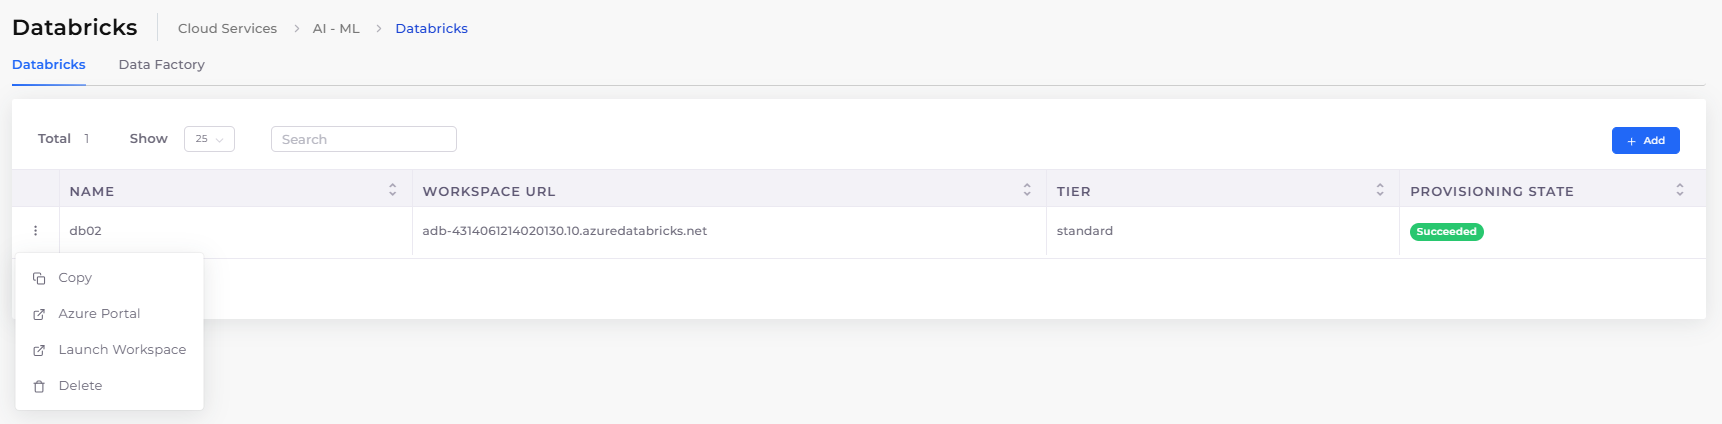 Databricks Cloud Services > AI - ML > Databricks
Databricks Data Factory
Total 1 Show 25 Search + Add
NAME WORKSPACE URL TIER PROVISIONING STATE
db02 adb-4314061214020130.10.azuredatabricks.net standard Succeeded
Copy
Azure Portal
Launch Workspace
Delete